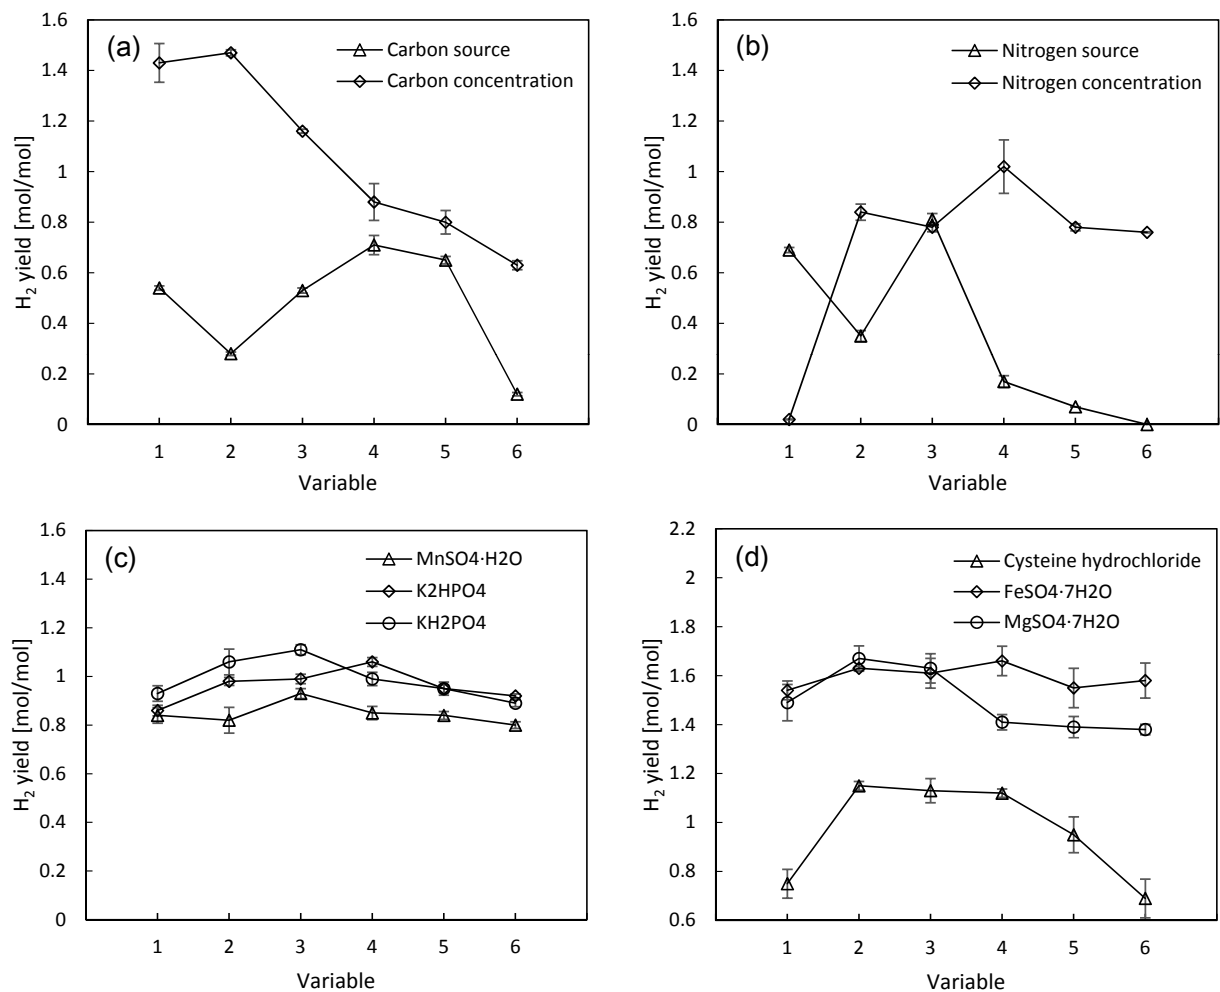 (a)
Carbon source
Carbon concentration
H₂ yield [mol/mol]
1.6
1.4
1.2
1
0.8
0.6
0.4
0.2
0
1 2 3 4 5 6
Variable
(b)
Nitrogen source
Nitrogen concentration
H₂ yield [mol/mol]
1.6
1.4
1.2
1
0.8
0.6
0.4
0.2
0
1 2 3 4 5 6
Variable
(c)
MnSO4·H2O
K2HPO4
KH2PO4
H₂ yield [mol/mol]
1.6
1.4
1.2
1
0.8
0.6
0.4
0.2
0
1 2 3 4 5 6
Variable
(d)
Cysteine hydrochloride
FeSO4·7H2O
MgSO4·7H2O
H₂ yield [mol/mol]
2.2
2
1.8
1.6
1.4
1.2
1
0.8
0.6
1 2 3 4 5 6
Variable